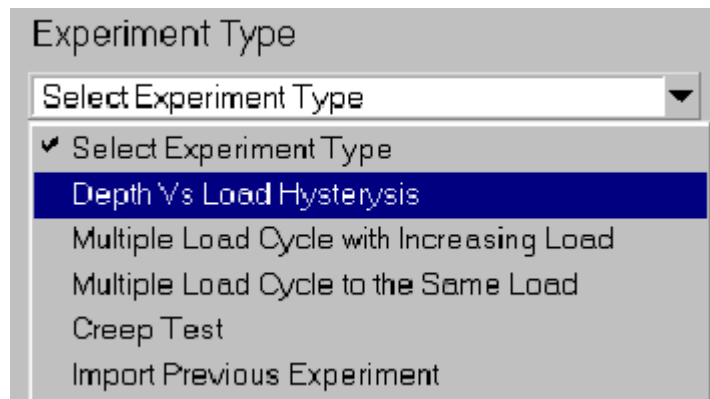 Experiment Type
Select Experiment Type
Select Experiment Type
Depth Vs Load Hysterysis
Multiple Load Cycle with Increasing Load
Multiple Load Cycle to the Same Load
Creep Test
Import Previous Experiment